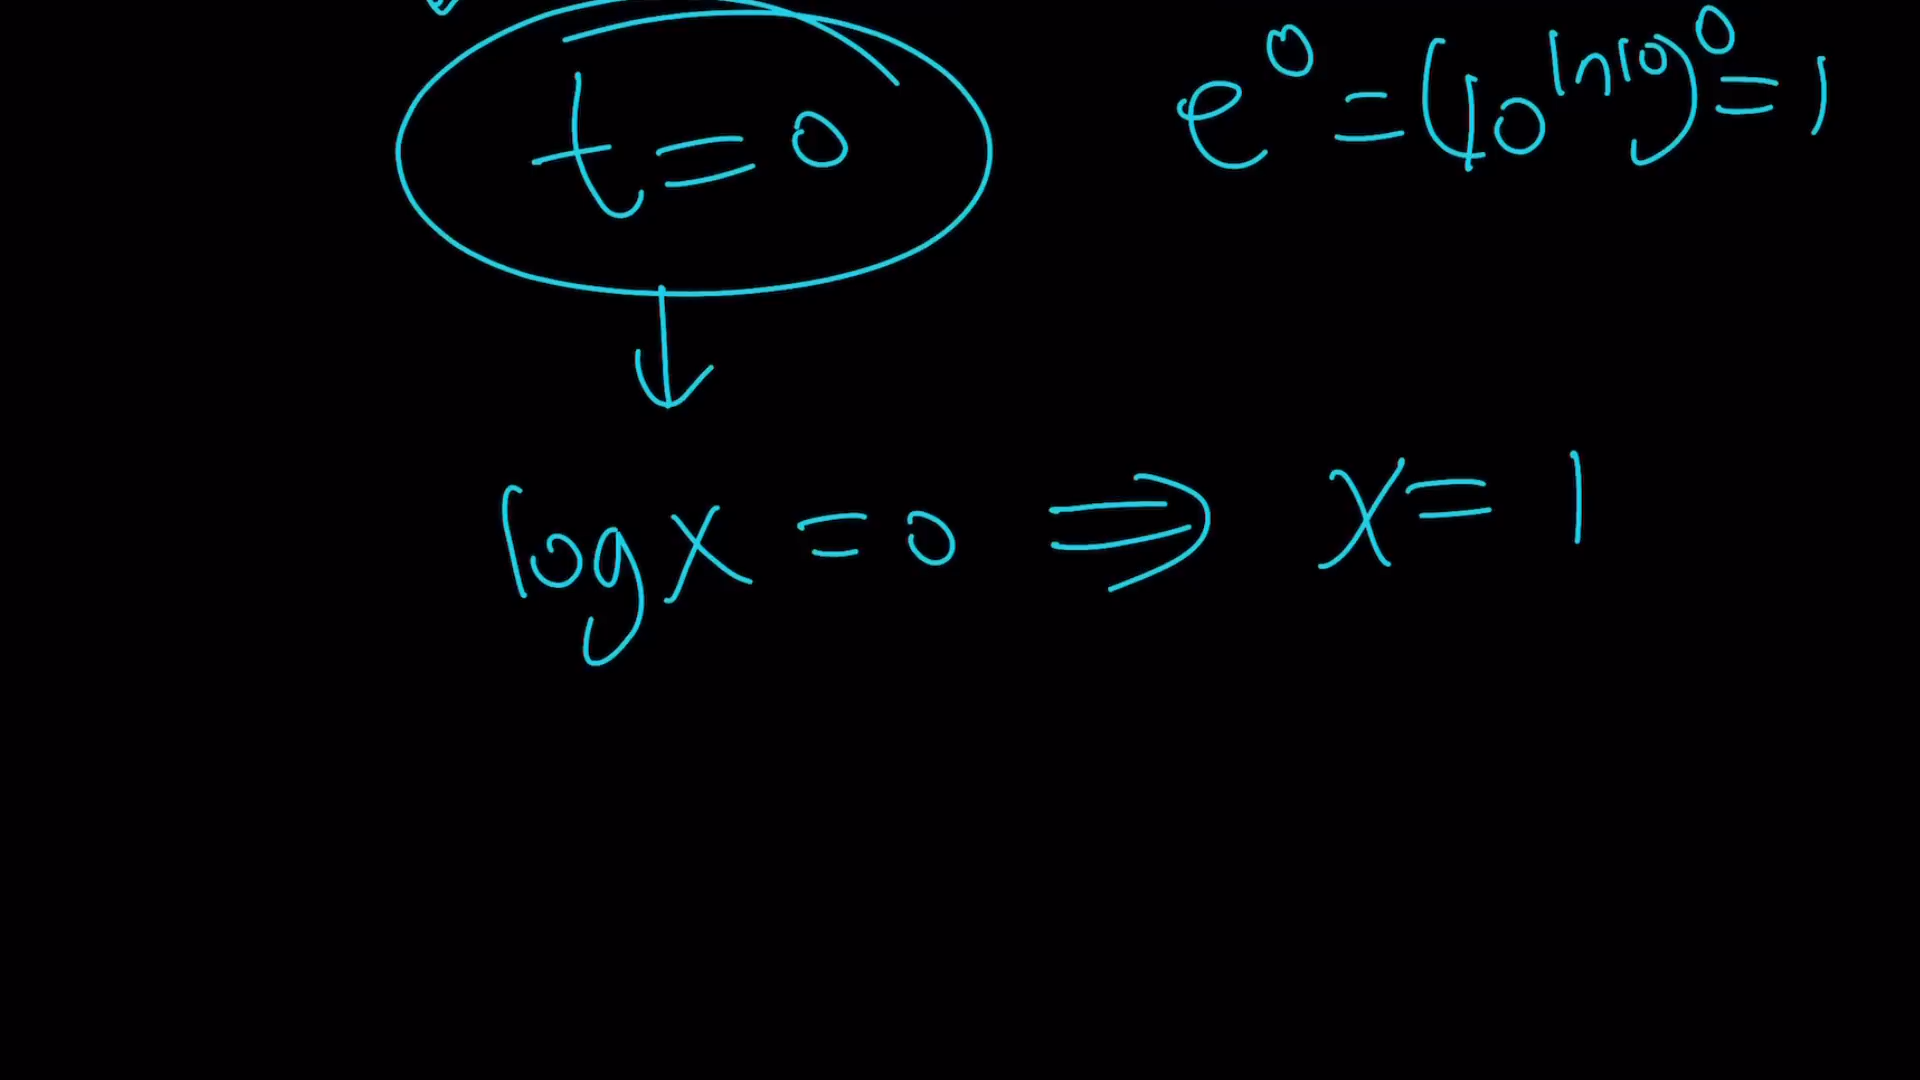 t=0
e^0 = (10^{ln10})^0 = 1
log x = 0 ⇒ x = 1